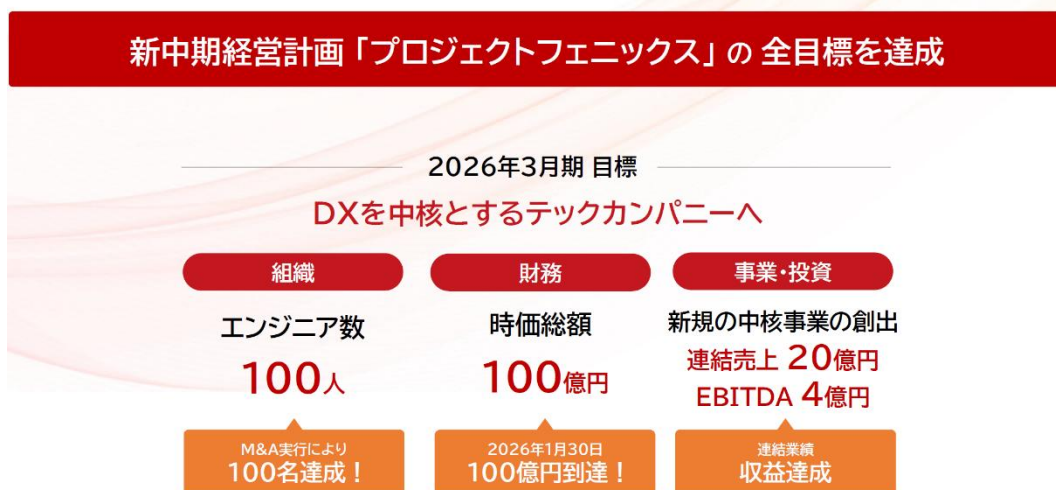 新中期経営計画「プロジェクトフェニックス」の 全目標を達成
2026年3月期 目標
DXを中核とするテックカンパニーへ
組織
エンジニア数
100人
M&A実行により
100名達成！
財務
時価総額
100億円
2026年1月30日
100億円到達！
事業・投資
新規の中核事業の創出
連結売上 20億円
EBITDA 4億円
連結業績
収益達成